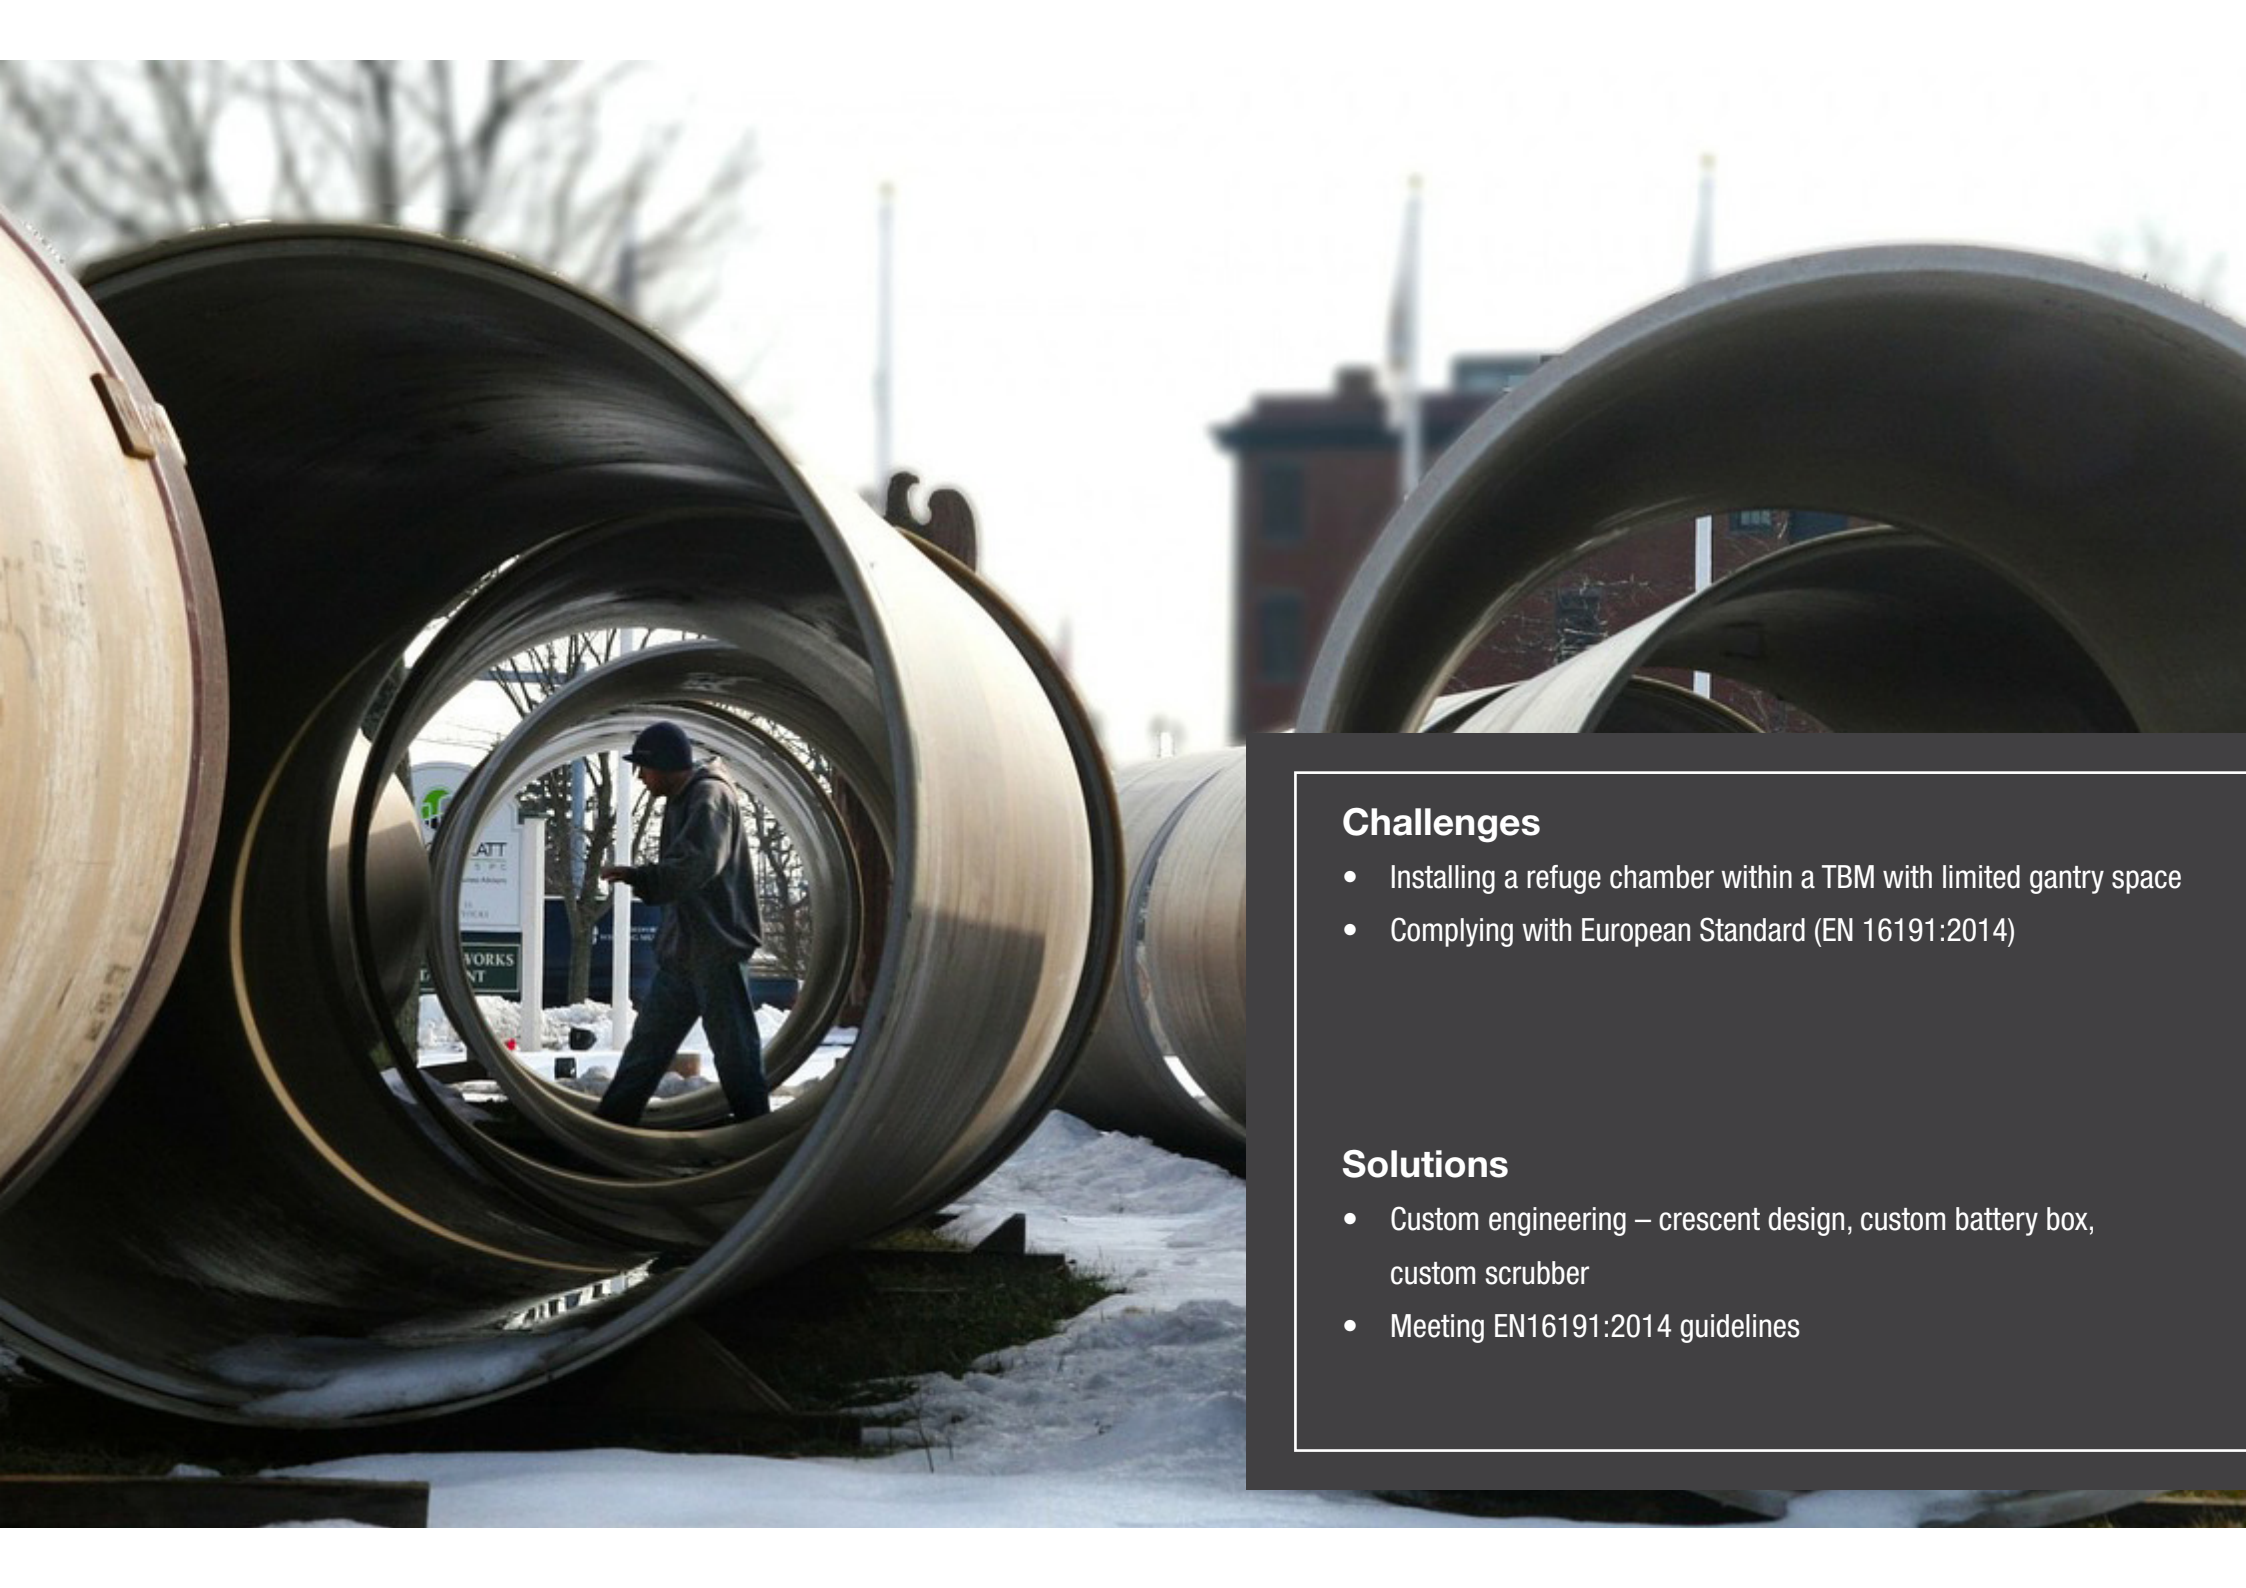 ATT
WORKS
Challenges
• Installing a refuge chamber within a TBM with limited gantry space
• Complying with European Standard (EN 16191:2014)
Solutions
• Custom engineering – crescent design, custom battery box,
custom scrubber
• Meeting EN16191:2014 guidelines